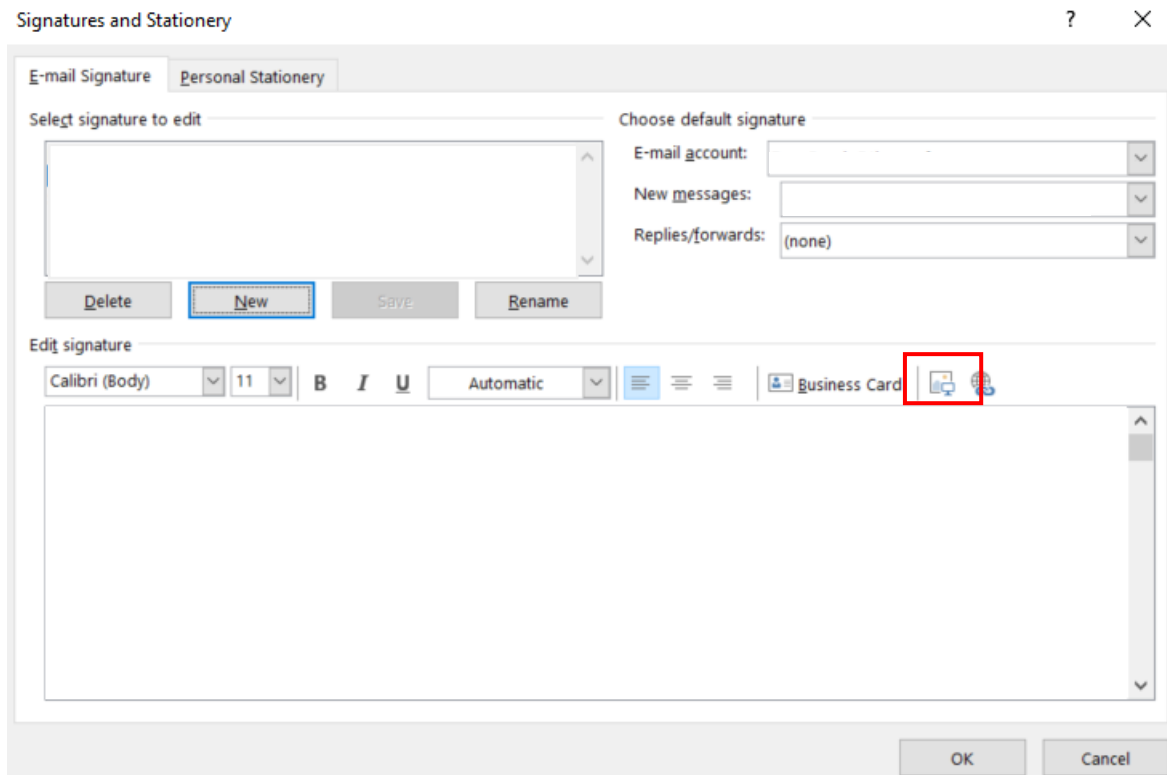 Signatures and Stationery
?
E-mail Signature
Personal Stationery
Select signature to edit
Choose default signature
E-mail account:
New messages:
Replies/forwards:
(none)
Delete
New
Save
Rename
Edit signature
Calibri (Body)
11
B
I
U
Automatic
Business Card
OK
Cancel